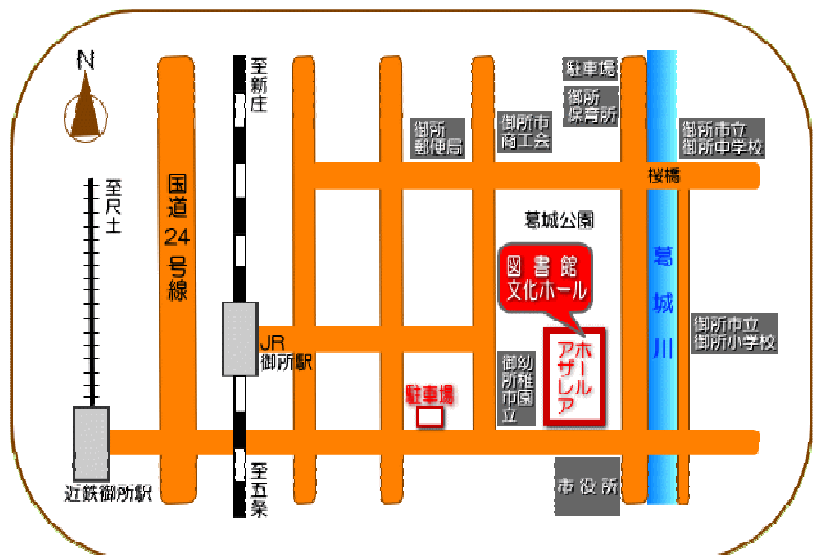 N
至尺土
国道24号線
至新庄
駐車場
御所
保育所
御所
郵便局
御所市
商工会
御所市立
御所中学校
桜橋
葛城公園
図書館
文化ホール
葛城川
御所市立
御所小学校
JR
御所駅
アザレア
ホール
御所市立
幼稚園
駐車場
近鉄御所駅
至五条
市役所